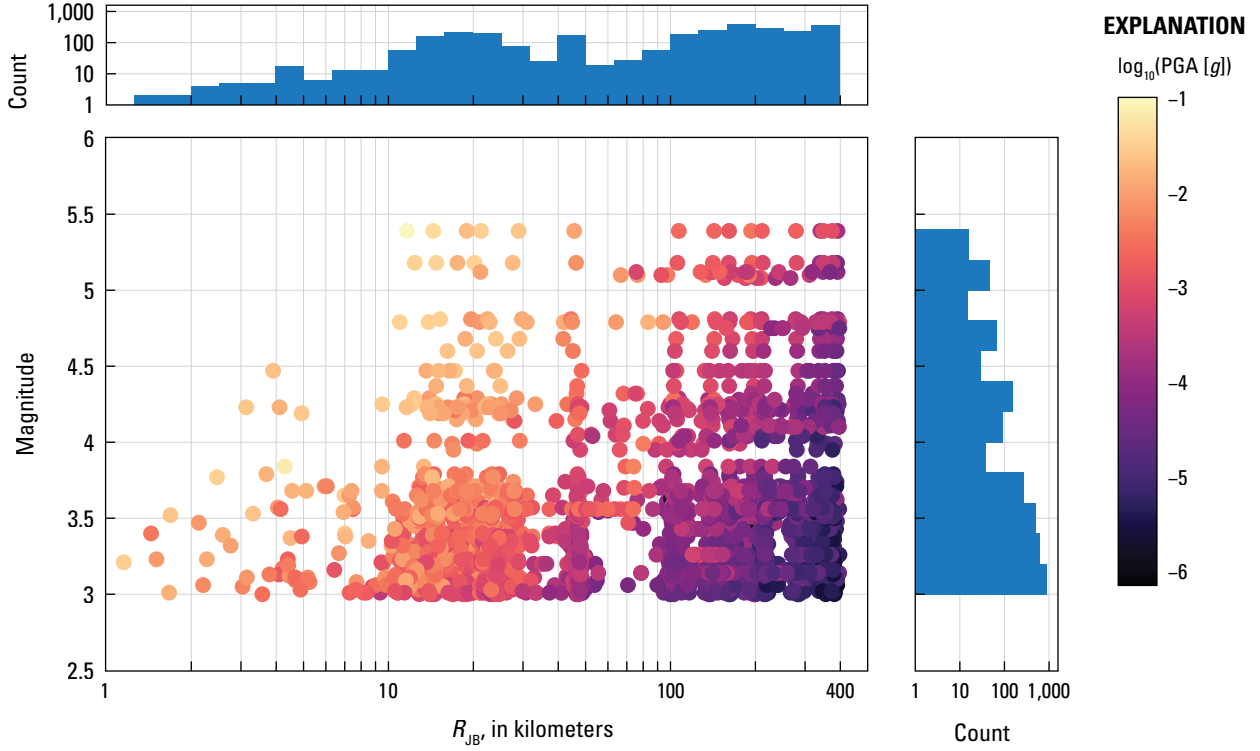 1,000
100
10
1
Count
EXPLANATION
log10(PGA [g])
−1
−2
−3
−4
−5
−6
6
5.5
5
4.5
4
3.5
3
2.5
Magnitude
1 10 100 400
RJB, in kilometers
1 10 100 1,000
Count